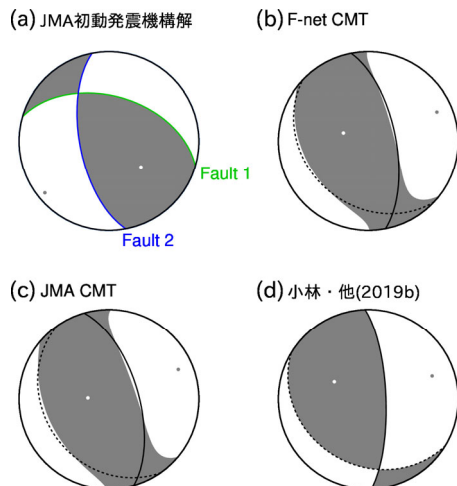 (a) JMA初動発震機構解
(b) F-net CMT
Fault 1
Fault 2
(c) JMA CMT
(d) 小林・他(2019b)